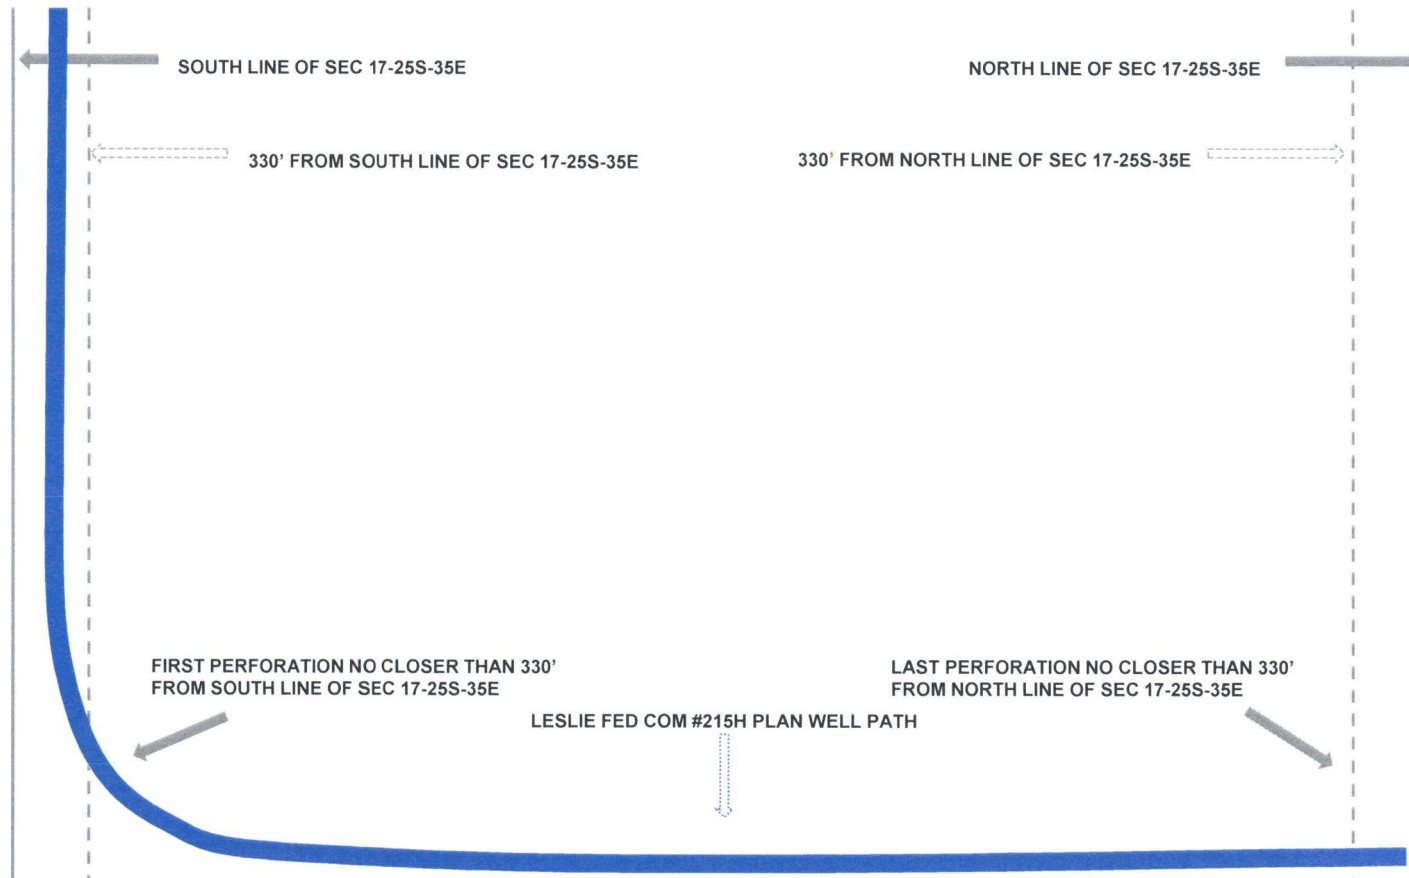 SOUTH LINE OF SEC 17-25S-35E
NORTH LINE OF SEC 17-25S-35E
330’ FROM SOUTH LINE OF SEC 17-25S-35E
330’ FROM NORTH LINE OF SEC 17-25S-35E
FIRST PERFORATION NO CLOSER THAN 330’
FROM SOUTH LINE OF SEC 17-25S-35E
LAST PERFORATION NO CLOSER THAN 330’
FROM NORTH LINE OF SEC 17-25S-35E
LESLIE FED COM #215H PLAN WELL PATH